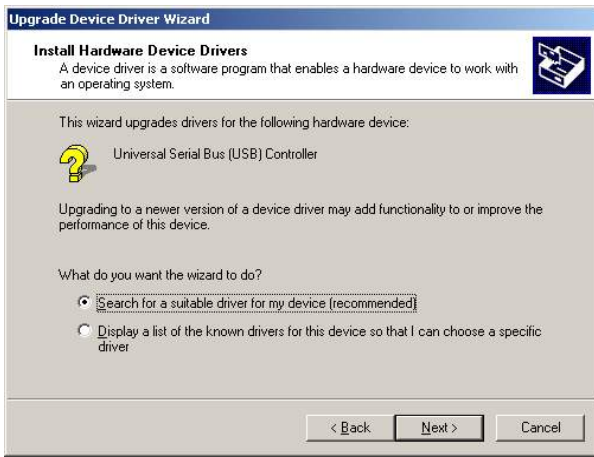 Upgrade Device Driver Wizard
Install Hardware Device Drivers
A device driver is a software program that enables a hardware device to work with
an operating system.
This wizard upgrades drivers for the following hardware device:
Universal Serial Bus (USB) Controller
Upgrading to a newer version of a device driver may add functionality to or improve the
performance of this device.
What do you want the wizard to do?
Search for a suitable driver for my device (recommended)
Display a list of the known drivers for this device so that I can choose a specific
driver
< Back
Next >
Cancel